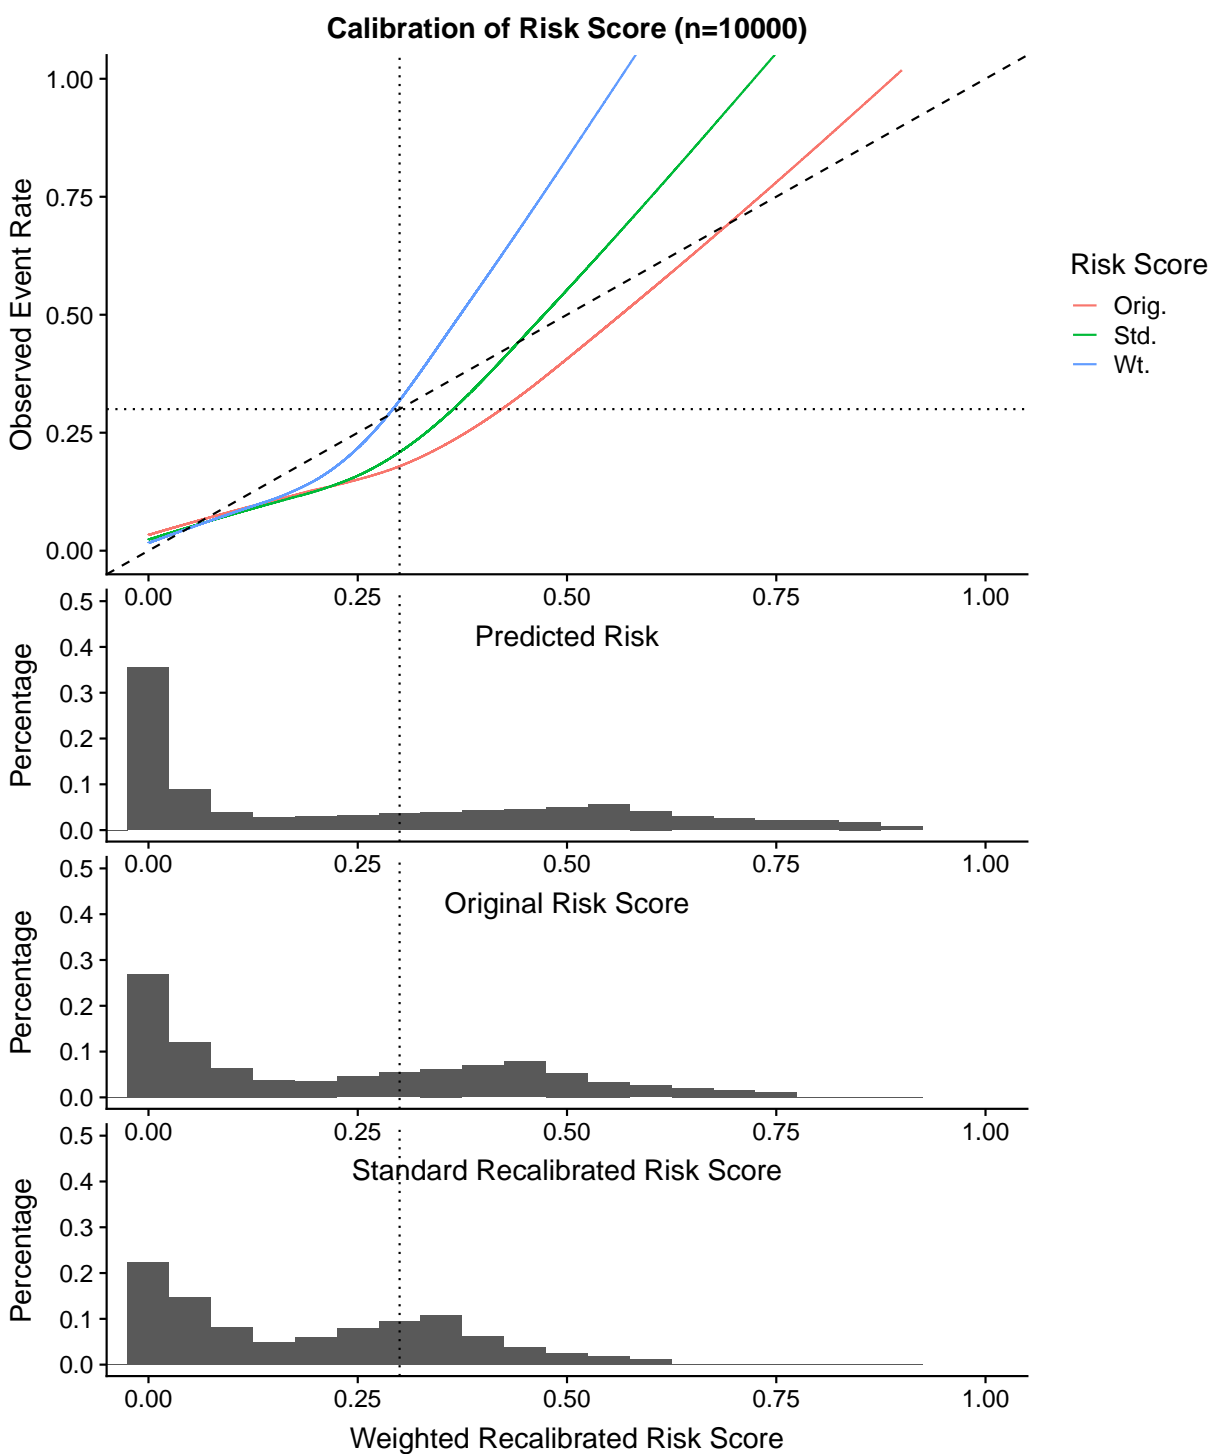 Calibration of Risk Score (n=10000)
1.00
0.75
0.50
0.25
0.00
Observed Event Rate
0.00 0.25 0.50 0.75 1.00
Predicted Risk
Risk Score
Orig.
Std.
Wt.
0.5
0.4
0.3
0.2
0.1
0.0
Percentage
0.00 0.25 0.50 0.75 1.00
Original Risk Score
0.5
0.4
0.3
0.2
0.1
0.0
Percentage
0.00 0.25 0.50 0.75 1.00
Standard Recalibrated Risk Score
0.5
0.4
0.3
0.2
0.1
0.0
Percentage
0.00 0.25 0.50 0.75 1.00
Weighted Recalibrated Risk Score